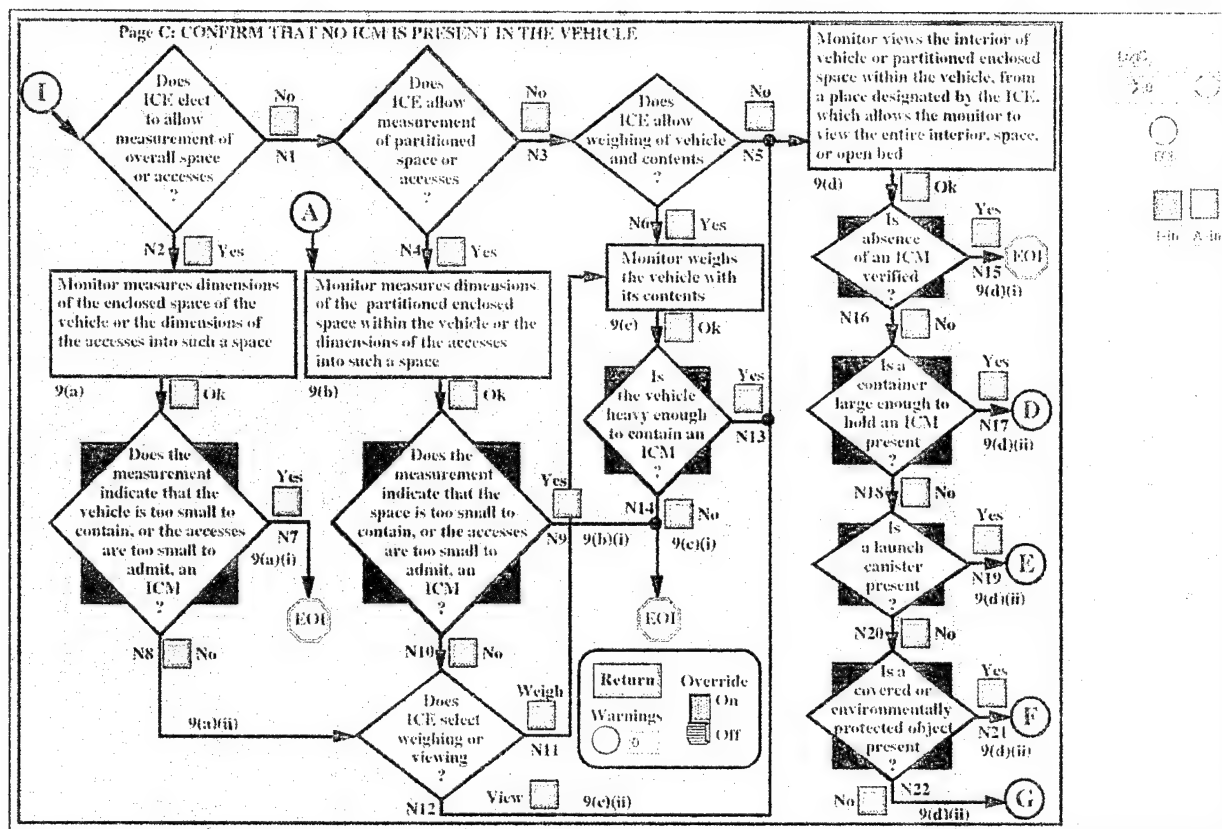 Page C: CONFIRM THAT NO ICM IS PRESENT IN THE VEHICLE
I
Does
ICE elect
to allow
measurement of
overall space
or accesses
?
No
N1
N2
Yes
Does
ICE allow
measurement
of partitioned
space or
accesses
?
No
N3
N4
Yes
Does
ICE allow
weighing of vehicle
and contents
?
No
N5
N6
Yes
Monitor views the interior of
vehicle or partitioned enclosed
space within the vehicle, from
a place designated by the ICE,
which allows the monitor to
view the entire interior, space,
or open bed
9(d)
Ok
A
Monitor measures dimensions
of the enclosed space of the
vehicle or the dimensions of
the accesses into such a space
9(a)
Ok
Monitor measures dimensions
of the partitioned enclosed
space within the vehicle or the
dimensions of the accesses
into such a space
9(b)
Ok
Monitor weighs
the vehicle with
its contents
9(c)
Ok
Is
absence
of an ICM
verified
?
Yes
N15
EOI
9(d)(i)
N16
No
Is
the vehicle
heavy enough
to contain an
ICM
?
Yes
N13
N14
No
9(c)(i)
EOI
Is a
container
large enough to
hold an ICM
present
?
Yes
N17
D
9(d)(ii)
N18
No
Does the
measurement
indicate that the
vehicle is too small to
contain, or the accesses
are too small to
admit, an
ICM
?
Yes
N7
9(a)(i)
EOI
N8
No
9(a)(ii)
Does the
measurement
indicate that the
space is too small to
contain, or the accesses
are too small to
admit, an
ICM
?
Yes
N9
9(b)(i)
N10
No
Is
a launch
canister
present
?
Yes
N19
E
9(d)(ii)
N20
No
Does
ICE select
weighing or
viewing
?
Weigh
N11
N12
View
9(c)(ii)
Return
Override
On
Off
Warnings
0
Is a
covered or
environmentally
protected object
present
?
Yes
N21
F
9(d)(ii)
N22
No
9(d)(ii)
G
I-in
A-in